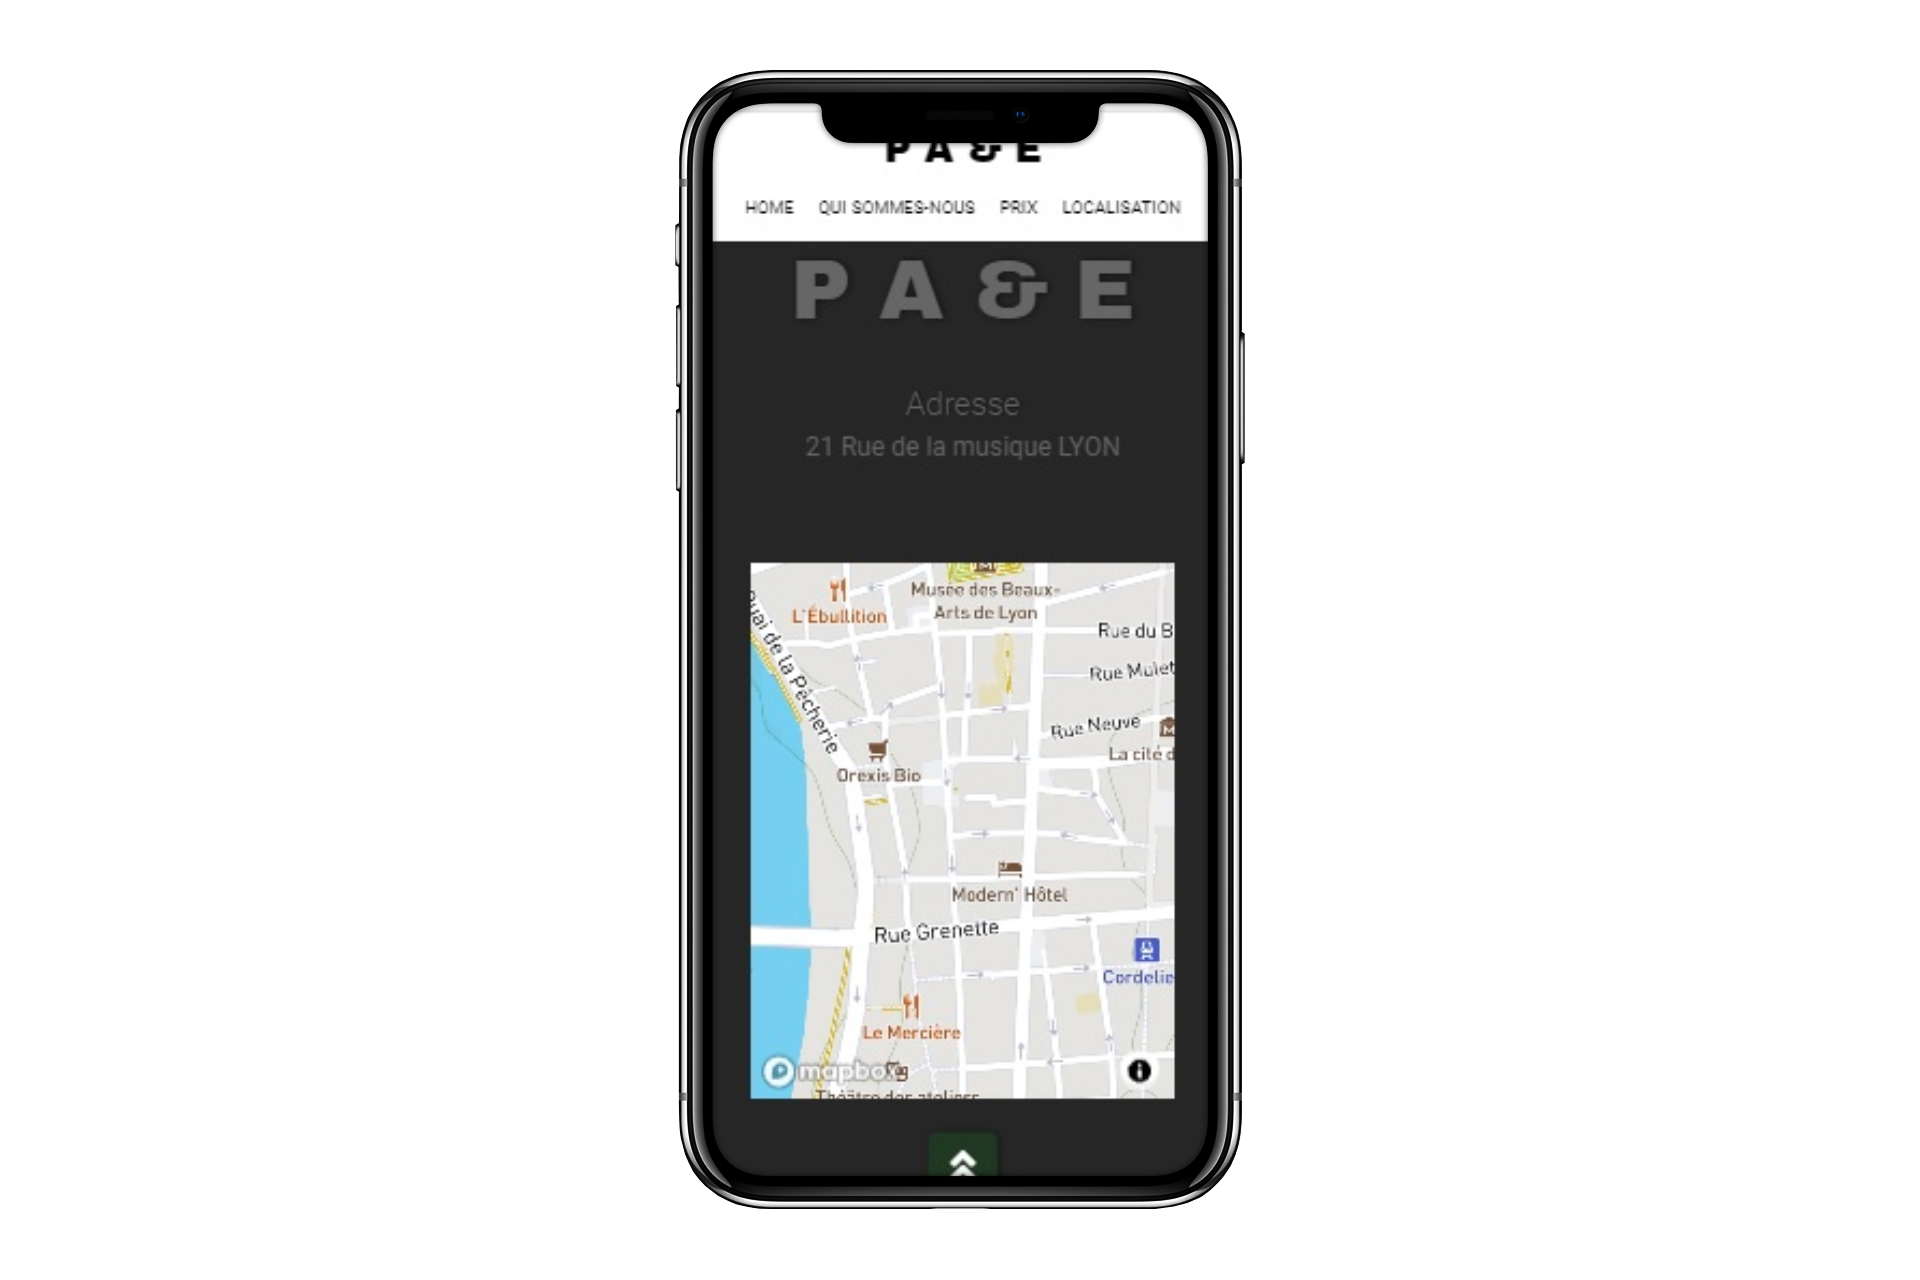 PA&E
HOME QUI SOMMES-NOUS PRIX LOCALISATION
PA&E
Adresse
21 Rue de la musique LYON
Musée des Beaux-
Arts de Lyon
L'Ébullition
Quai de la Pêcherie
Rue du B
Rue Mulet
Rue Neuve
La cité d
Orexis Bio
Modern' Hôtel
Rue Grenette
Cordelie
Le Mercière
mapbox
Théâtre des ateliers